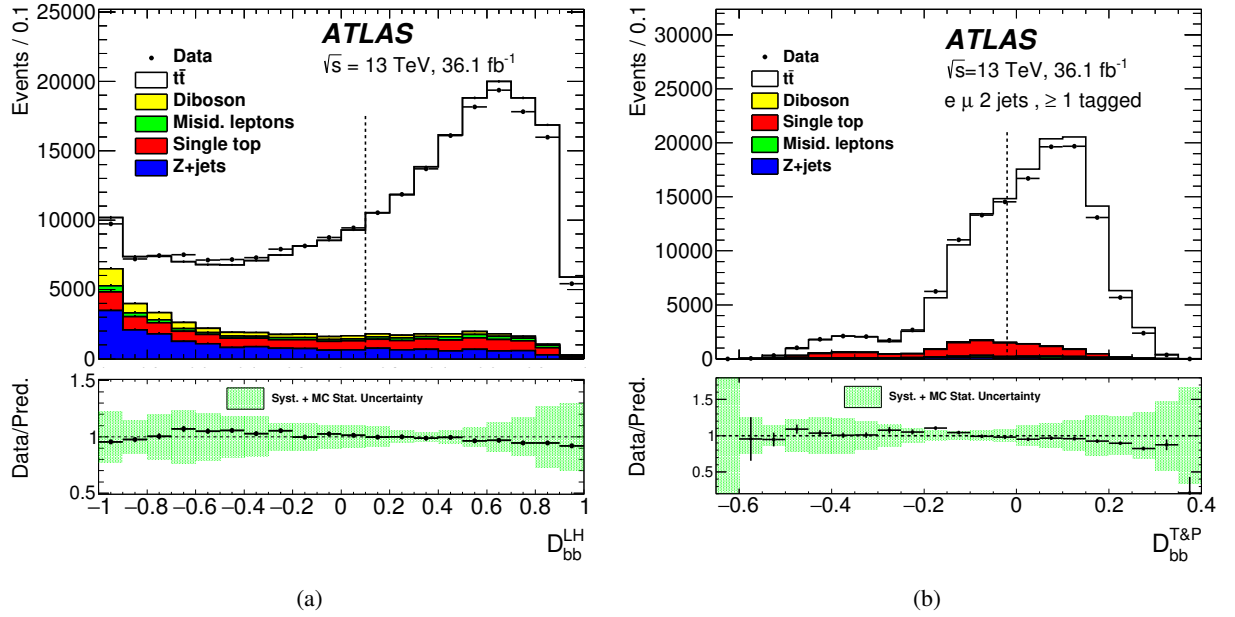 Events / 0.1
25000
20000
15000
10000
5000
0
ATLAS
√s = 13 TeV, 36.1 fb-1
Data
tt̄
Diboson
Misid. leptons
Single top
Z+jets
Data/Pred.
1.5
1
0.5
Syst. + MC Stat. Uncertainty
−1 −0.8 −0.6 −0.4 −0.2 0 0.2 0.4 0.6 0.8 1
D_bb^LH
(a)
Events / 0.1
30000
25000
20000
15000
10000
5000
0
ATLAS
√s=13 TeV, 36.1 fb-1
e μ 2 jets , ≥ 1 tagged
Data
tt̄
Diboson
Single top
Misid. leptons
Z+jets
Data/Pred.
1.5
1
0.5
Syst. + MC Stat. Uncertainty
−0.6 −0.4 −0.2 0 0.2 0.4
D_bb^T&P
(b)